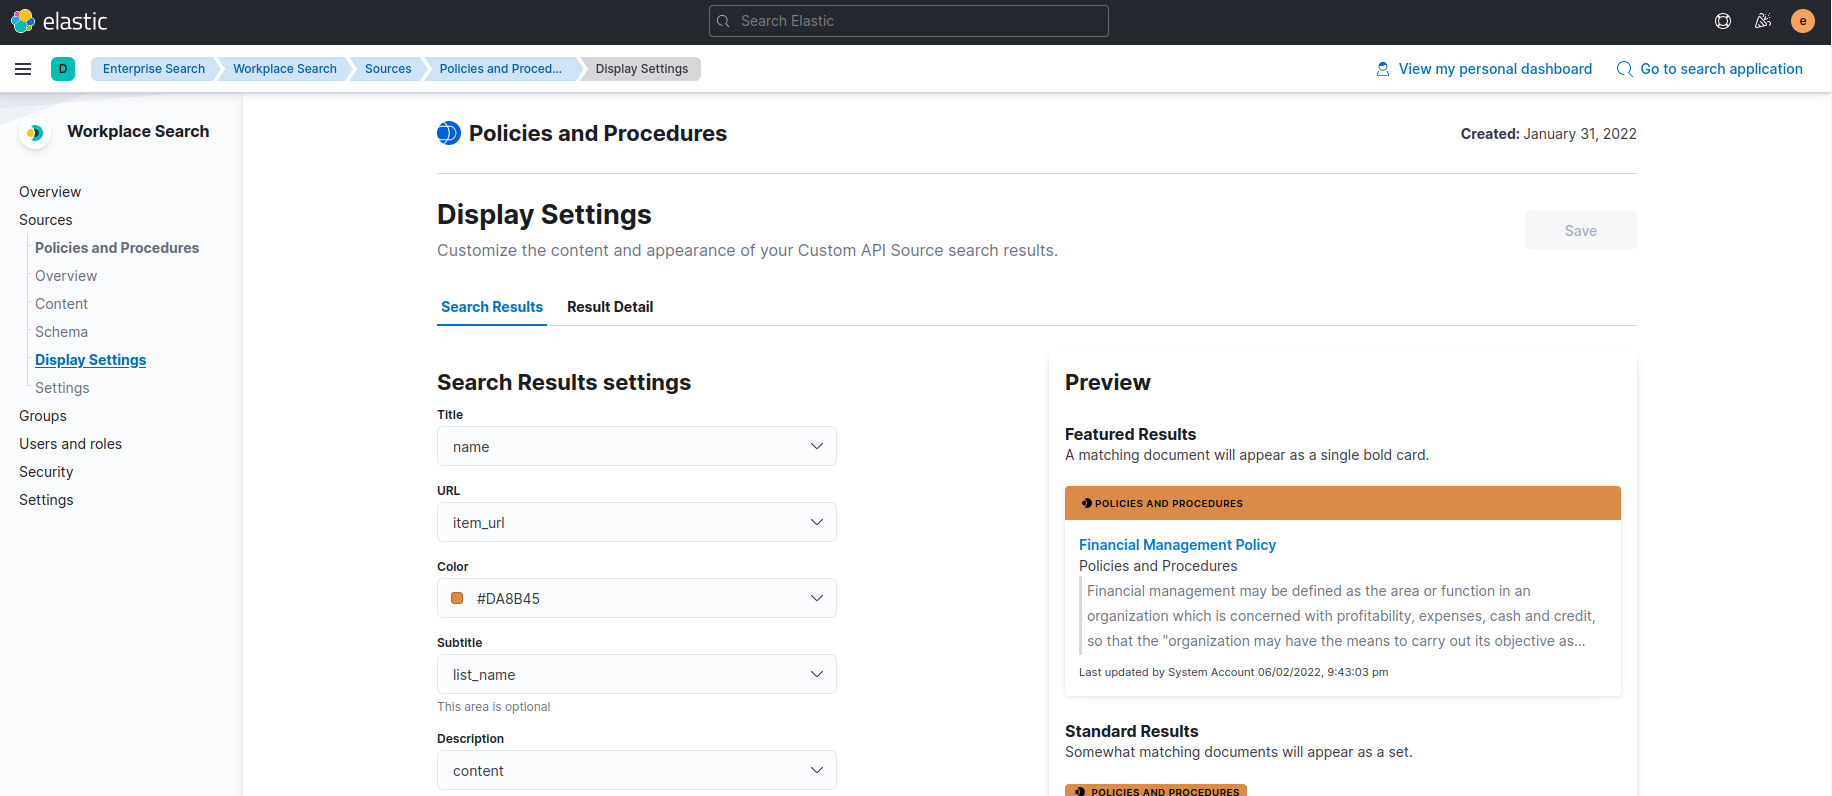 elastic
Search Elastic
e
D
Enterprise Search
Workplace Search
Sources
Policies and Proced...
Display Settings
View my personal dashboard
Go to search application
Workplace Search
Overview
Sources
Policies and Procedures
Overview
Content
Schema
Display Settings
Settings
Groups
Users and roles
Security
Settings
Policies and Procedures
Created: January 31, 2022
Display Settings
Customize the content and appearance of your Custom API Source search results.
Save
Search Results
Result Detail
Search Results settings
Title
name
URL
item_url
Color
#DA8B45
Subtitle
list_name
This area is optional
Description
content
Preview
Featured Results
A matching document will appear as a single bold card.
POLICIES AND PROCEDURES
Financial Management Policy
Policies and Procedures
Financial management may be defined as the area or function in an
organization which is concerned with profitability, expenses, cash and credit,
so that the "organization may have the means to carry out its objective as...
Last updated by System Account 06/02/2022, 9:43:03 pm
Standard Results
Somewhat matching documents will appear as a set.
POLICIES AND PROCEDURES